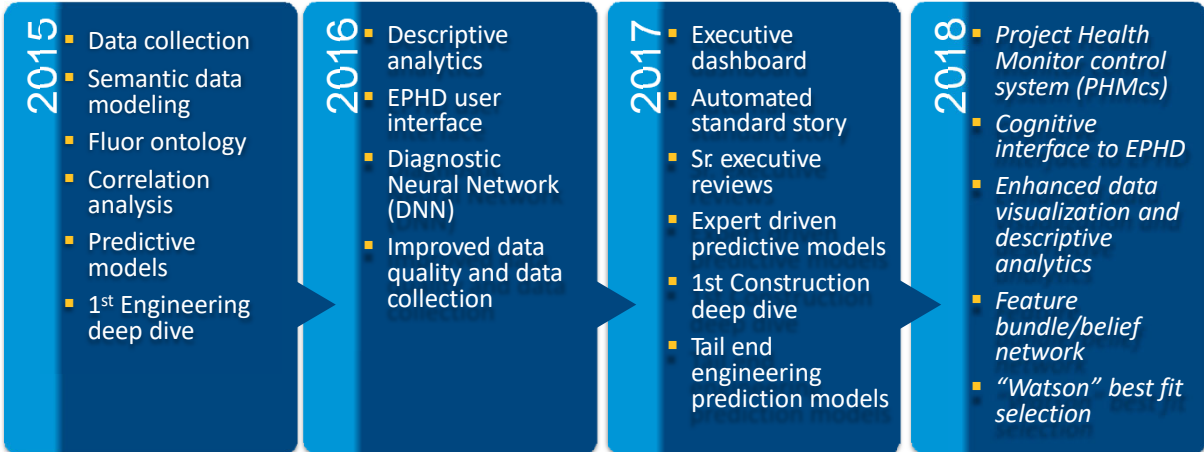 2015
Data collection
Semantic data
modeling
Fluor ontology
Correlation
analysis
Predictive
models
1st Engineering
deep dive
2016
Descriptive
analytics
EPHD user
interface
Diagnostic
Neural Network
(DNN)
Improved data
quality and data
collection
2017
Executive
dashboard
Automated
standard story
Sr. executive
reviews
Expert driven
predictive models
1st Construction
deep dive
Tail end
engineering
prediction models
2018
Project Health
Monitor control
system (PHMcs)
Cognitive
interface to EPHD
Enhanced data
visualization and
descriptive
analytics
Feature
bundle/belief
network
“Watson” best fit
selection